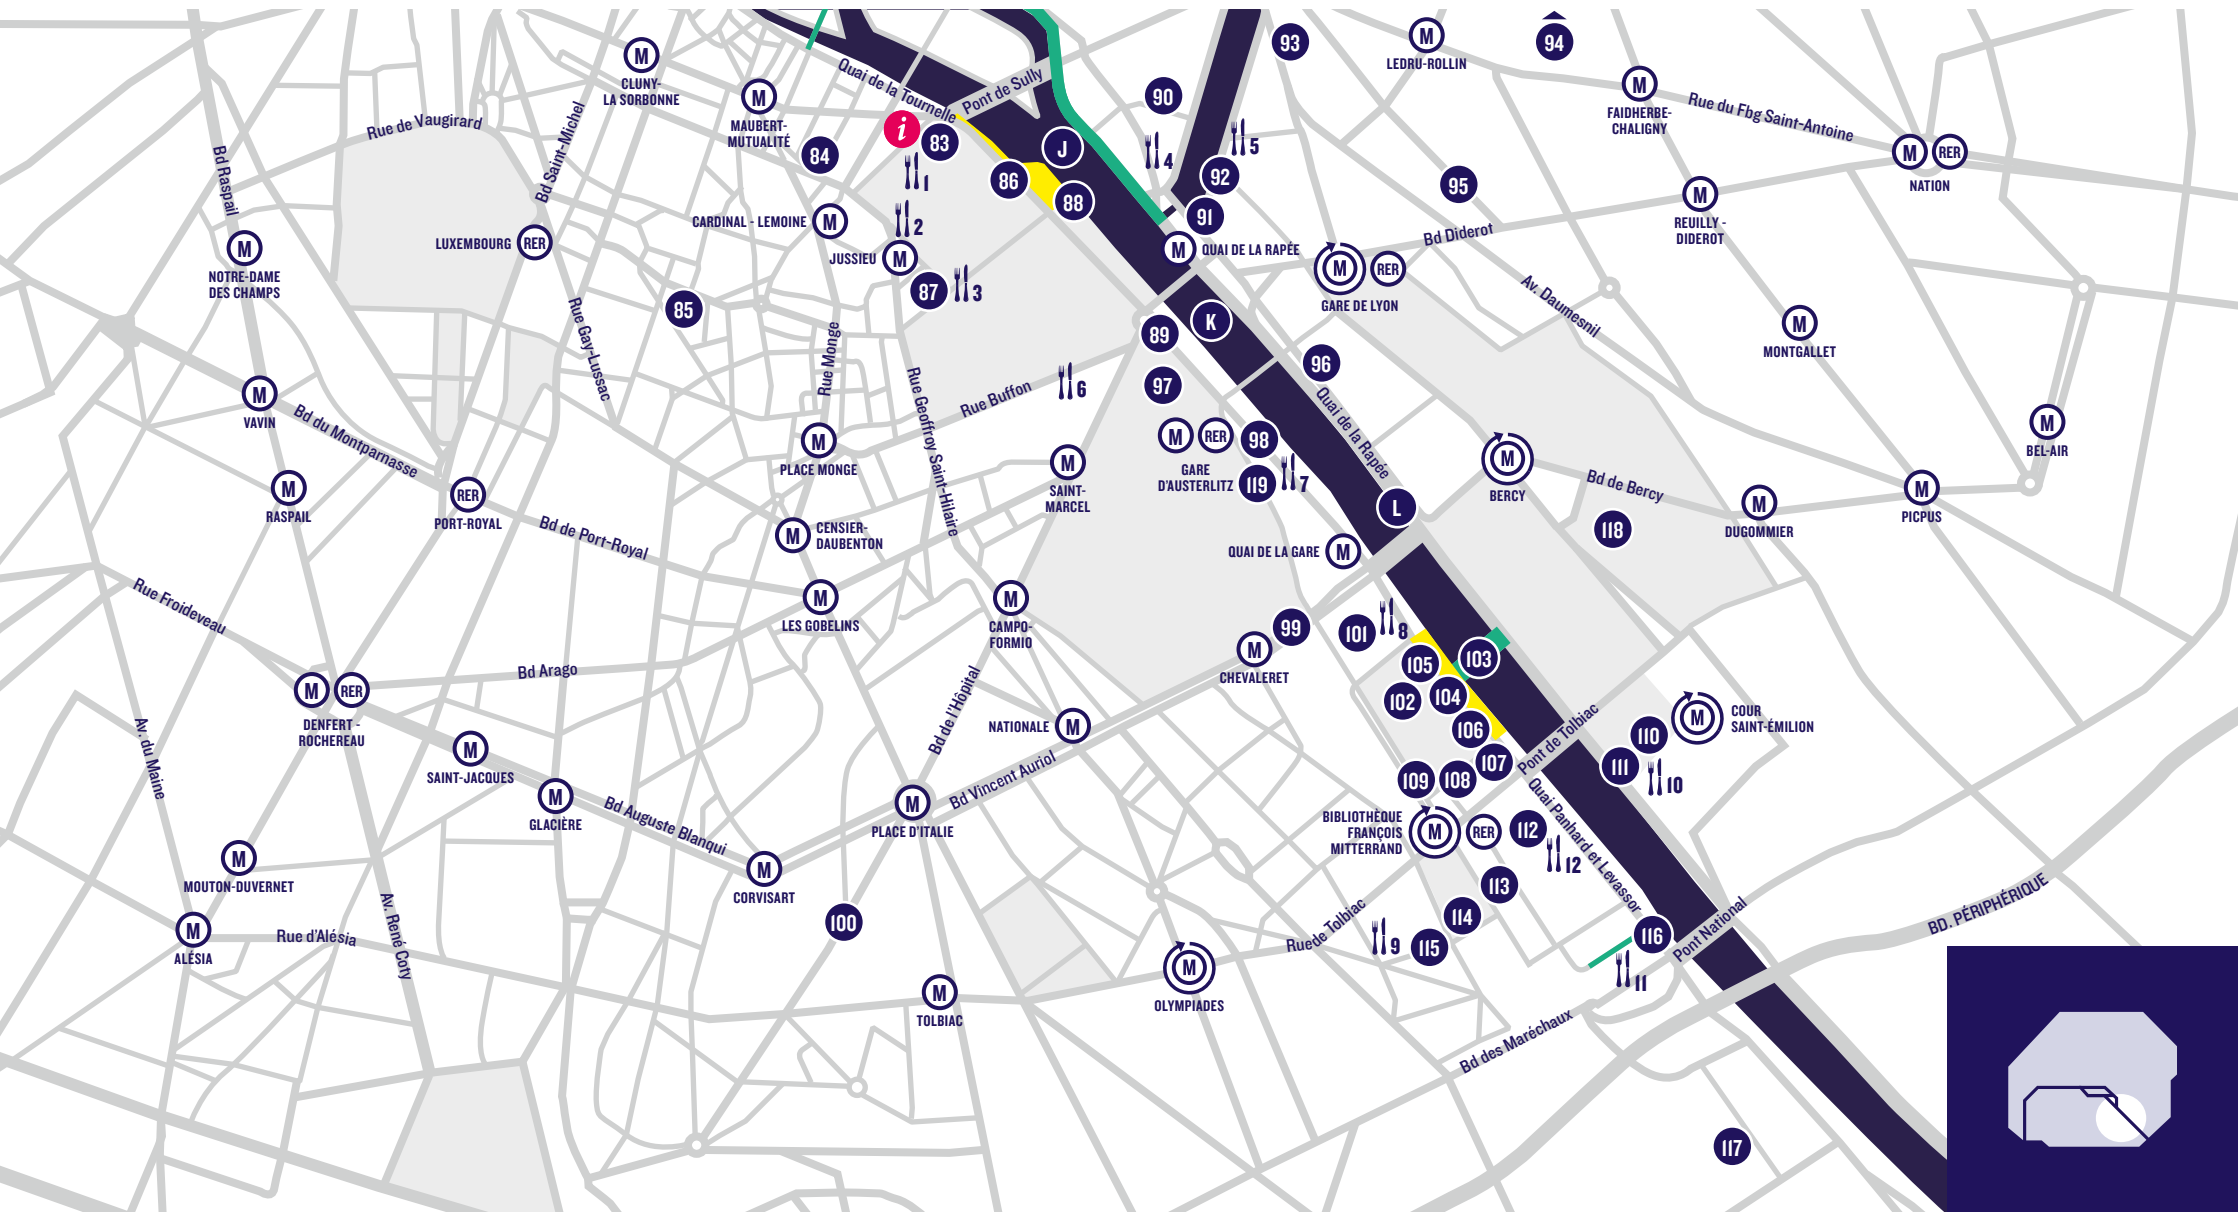 M
CLUNY-
LA SORBONNE
M
MAUBERT-
MUTUALITÉ
84
Quai de la Tournelle
Pont de Sully
i
83
1
2
86
J
88
90
4
5
92
91
93
M
LEDRU-ROLLIN
94
M
FAIDHERBE-
CHALIGNY
Rue du Fbg Saint-Antoine
M
RER
NATION
95
M
REUILLY -
DIDEROT
Bd Diderot
Rue de Vaugirard
Bd Saint-Michel
Bd Raspail
M
NOTRE-DAME
DES CHAMPS
LUXEMBOURG
RER
CARDINAL - LEMOINE
M
JUSSIEU
M
87
3
85
M
QUAI DE LA RAPÉE
M
RER
GARE DE LYON
Av. Daumesnil
M
MONTGALLET
K
89
96
97
Rue Gay-Lussac
Rue Monge
Rue Geoffroy Saint-Hilaire
Rue Buffon
6
Quai de la Rapée
M
VAVIN
Bd du Montparnasse
M
PLACE MONGE
M
RER
GARE
D'AUSTERLITZ
98
119
7
M
BERCY
Bd de Bercy
118
M
BEL-AIR
M
PICPUS
M
DUGOMMIER
M
RASPAIL
RER
PORT-ROYAL
Bd de Port-Royal
M
SAINT-
MARCEL
M
CENSIER-
DAUBENTON
L
QUAI DE LA GARE
M
Rue Froideveau
M
LES GOBELINS
M
CAMPO-
FORMIO
99
M
CHEVALERET
101
8
105
103
102
104
106
107
109
108
Pont de Tolbiac
M
COUR
SAINT-ÉMILION
110
111
10
M
RER
DENFERT -
ROCHEREAU
Bd Arago
Bd de l'Hôpital
NATIONALE
M
Bd Vincent Auriol
Av. du Maine
M
SAINT-JACQUES
M
GLACIÈRE
Bd Auguste Blanqui
M
PLACE D'ITALIE
BIBLIOTHÈQUE
FRANÇOIS
MITTERRAND
M
RER
112
12
Quai Panhard et Levassor
M
MOUTON-DUVERNET
M
CORVISART
113
114
115
9
Rue de Tolbiac
116
11
Pont National
BD. PÉRIPHÉRIQUE
M
ALÉSIA
Rue d'Alésia
Av. René Coty
100
M
TOLBIAC
M
OLYMPIADES
Bd des Maréchaux
117